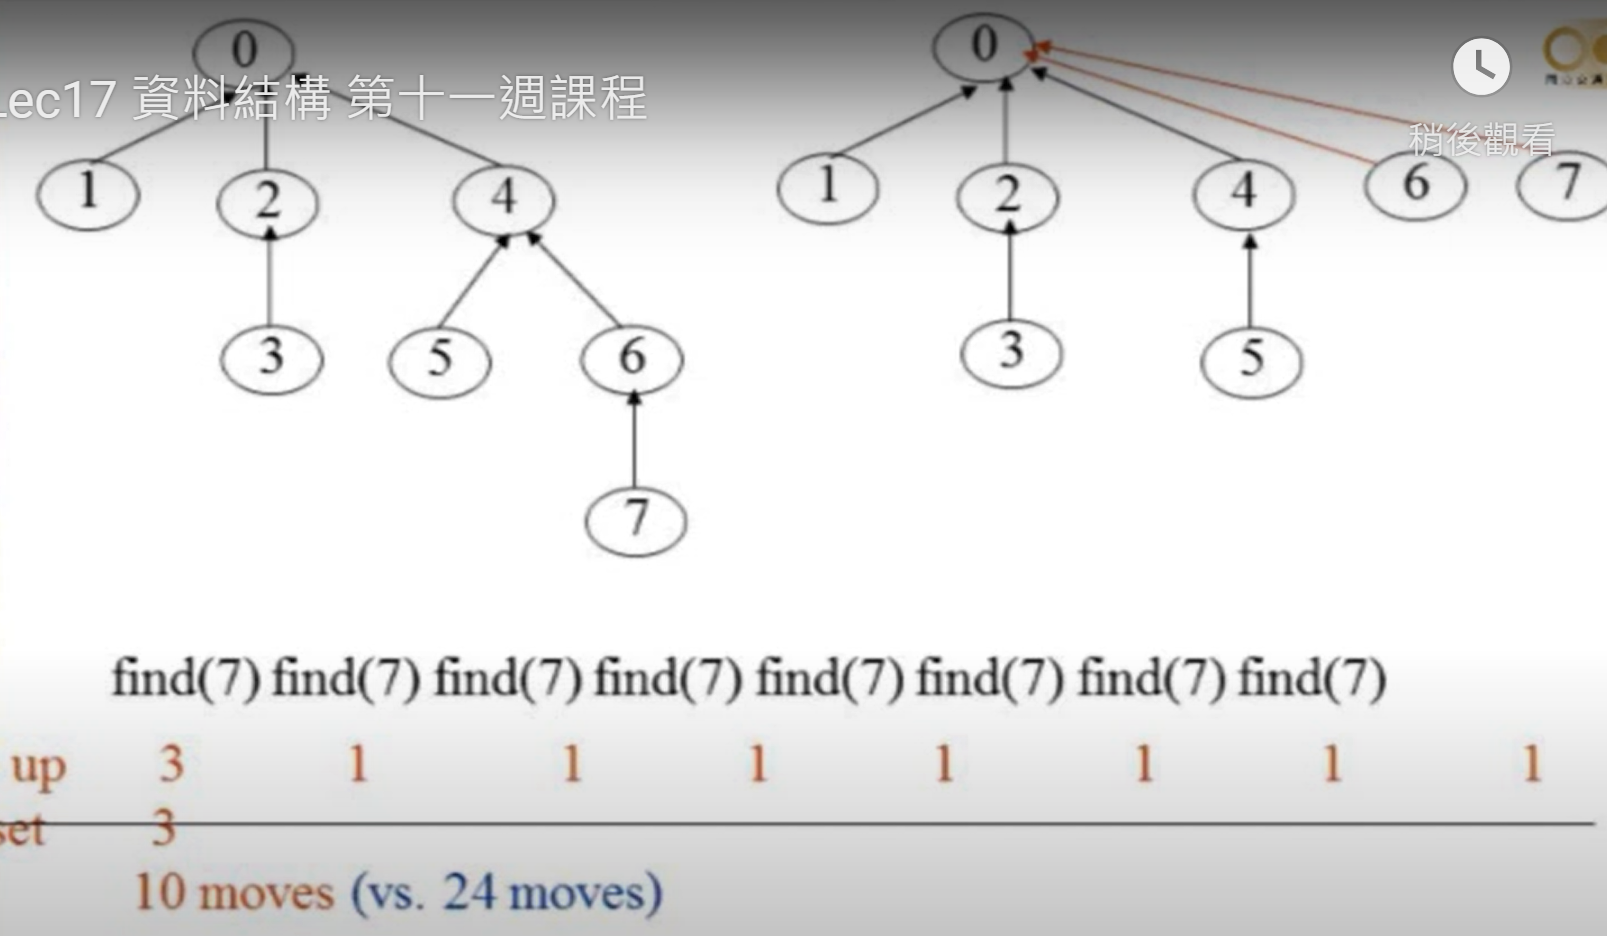 0 0
Lec17 資料結構 第十一週課程
稍後觀看
1 2 4 1 2 4 6 7
3 5 6 3 5
7
find(7) find(7) find(7) find(7) find(7) find(7) find(7) find(7)
up 3 1 1 1 1 1 1 1
set 3
10 moves (vs. 24 moves)